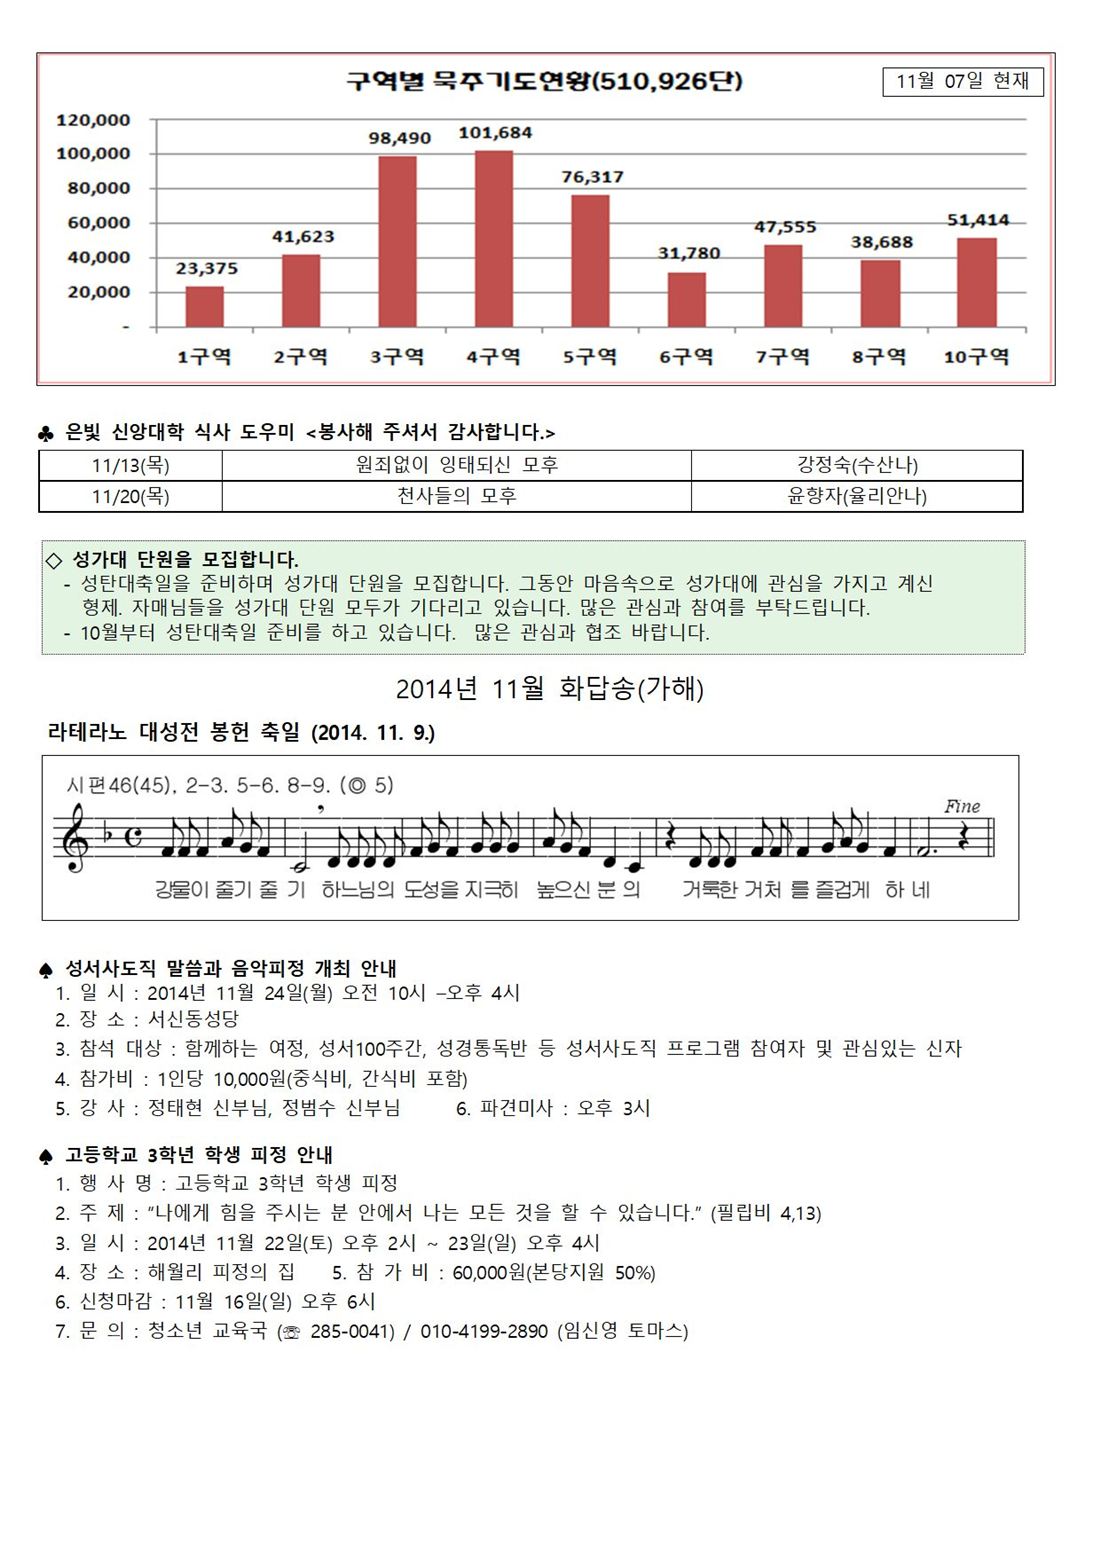 구역별 묵주기도현황(510,926단)
11월 07일 현재
120,000
100,000
80,000
60,000
40,000
20,000
-
23,375
41,623
98,490
101,684
76,317
31,780
47,555
38,688
51,414
1구역 2구역 3구역 4구역 5구역 6구역 7구역 8구역 10구역
♣ 은빛 신앙대학 식사 도우미 <봉사해 주셔서 감사합니다.>
11/13(목) 원죄없이 잉태되신 모후 강정숙(수산나)
11/20(목) 천사들의 모후 윤향자(율리안나)
◇ 성가대 단원을 모집합니다.
- 성탄대축일을 준비하며 성가대 단원을 모집합니다. 그동안 마음속으로 성가대에 관심을 가지고 계신
형제. 자매님들을 성가대 단원 모두가 기다리고 있습니다. 많은 관심과 참여를 부탁드립니다.
- 10월부터 성탄대축일 준비를 하고 있습니다. 많은 관심과 협조 바랍니다.
2014년 11월 화답송(가해)
라테라노 대성전 봉헌 축일 (2014. 11. 9.)
시편46(45), 2-3. 5-6. 8-9. (◎ 5)
Fine
강물이 줄기 줄 기 하느님의 도성을 지극히 높으신 분 의 거룩한 거처 를 즐겁게 하 네
♠ 성서사도직 말씀과 음악피정 개최 안내
1. 일 시 : 2014년 11월 24일(월) 오전 10시 –오후 4시
2. 장 소 : 서신동성당
3. 참석 대상 : 함께하는 여정, 성서100주간, 성경통독반 등 성서사도직 프로그램 참여자 및 관심있는 신자
4. 참가비 : 1인당 10,000원(중식비, 간식비 포함)
5. 강 사 : 정태현 신부님, 정범수 신부님 6. 파견미사 : 오후 3시
♠ 고등학교 3학년 학생 피정 안내
1. 행 사 명 : 고등학교 3학년 학생 피정
2. 주 제 : “나에게 힘을 주시는 분 안에서 나는 모든 것을 할 수 있습니다.” (필립비 4,13)
3. 일 시 : 2014년 11월 22일(토) 오후 2시 ~ 23일(일) 오후 4시
4. 장 소 : 해월리 피정의 집 5. 참 가 비 : 60,000원(본당지원 50%)
6. 신청마감 : 11월 16일(일) 오후 6시
7. 문 의 : 청소년 교육국 (☏ 285-0041) / 010-4199-2890 (임신영 토마스)